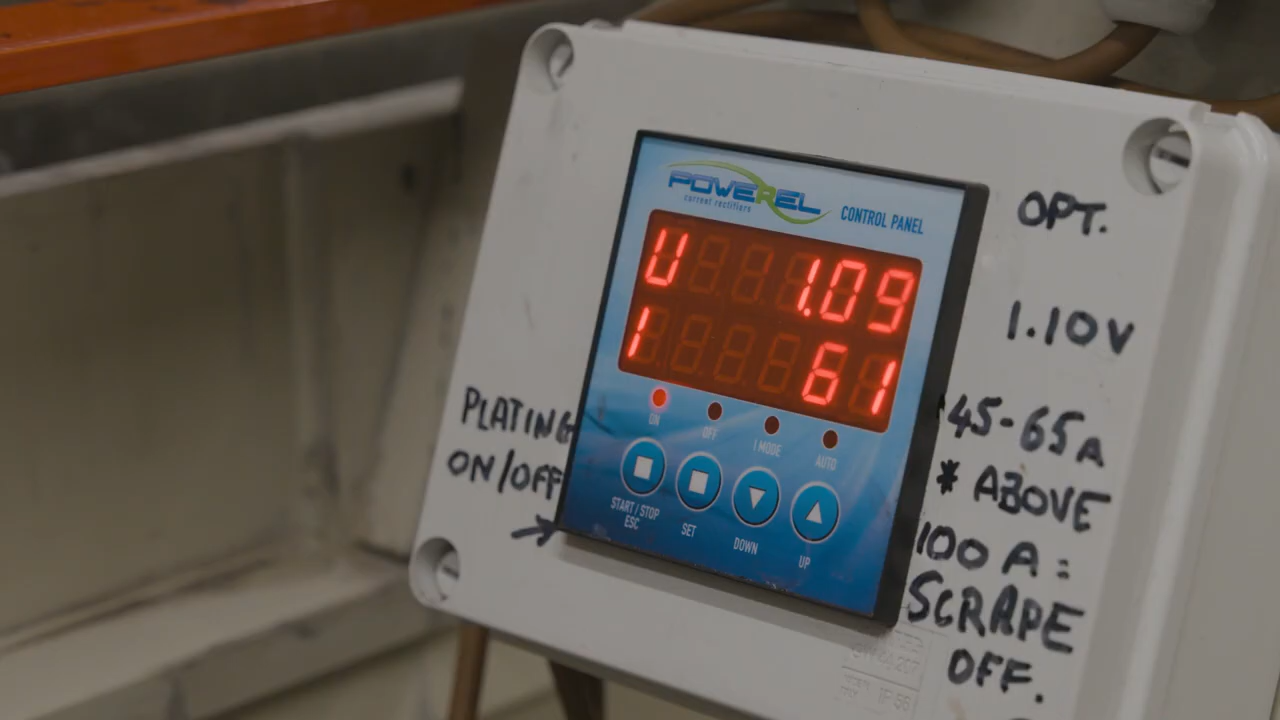 POWEREL
current rectifiers
CONTROL PANEL
U 1.09
I 61
ON OFF I MODE AUTO
START / STOP
ESC
SET
DOWN
UP
PLATING
ON/OFF
OPT.
1.10V
45-65A
* ABOVE
100 A =
SCRAPE
OFF.